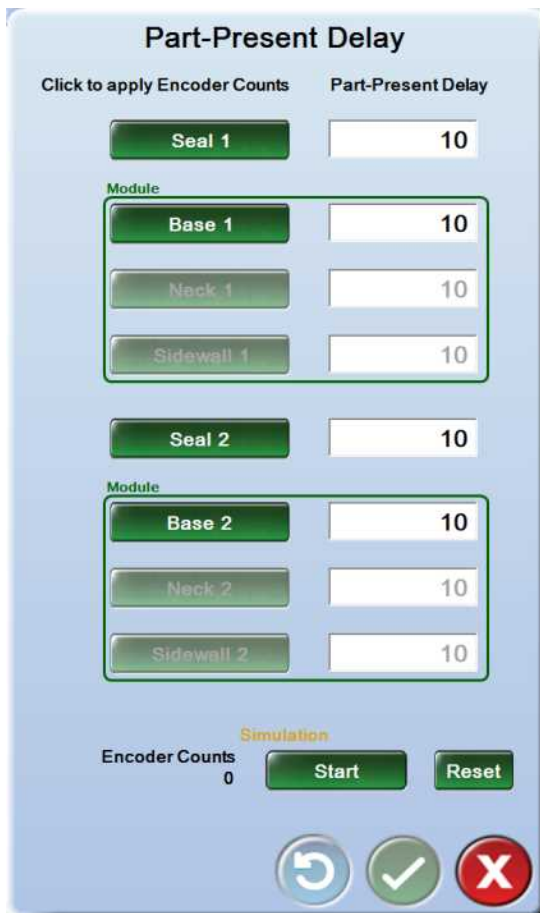 Part-Present Delay
Click to apply Encoder Counts Part-Present Delay
Seal 1 10
Module
Base 1 10
Neck 1 10
Sidewall 1 10
Seal 2 10
Module
Base 2 10
Neck 2 10
Sidewall 2 10
Simulation
Encoder Counts
0 Start Reset